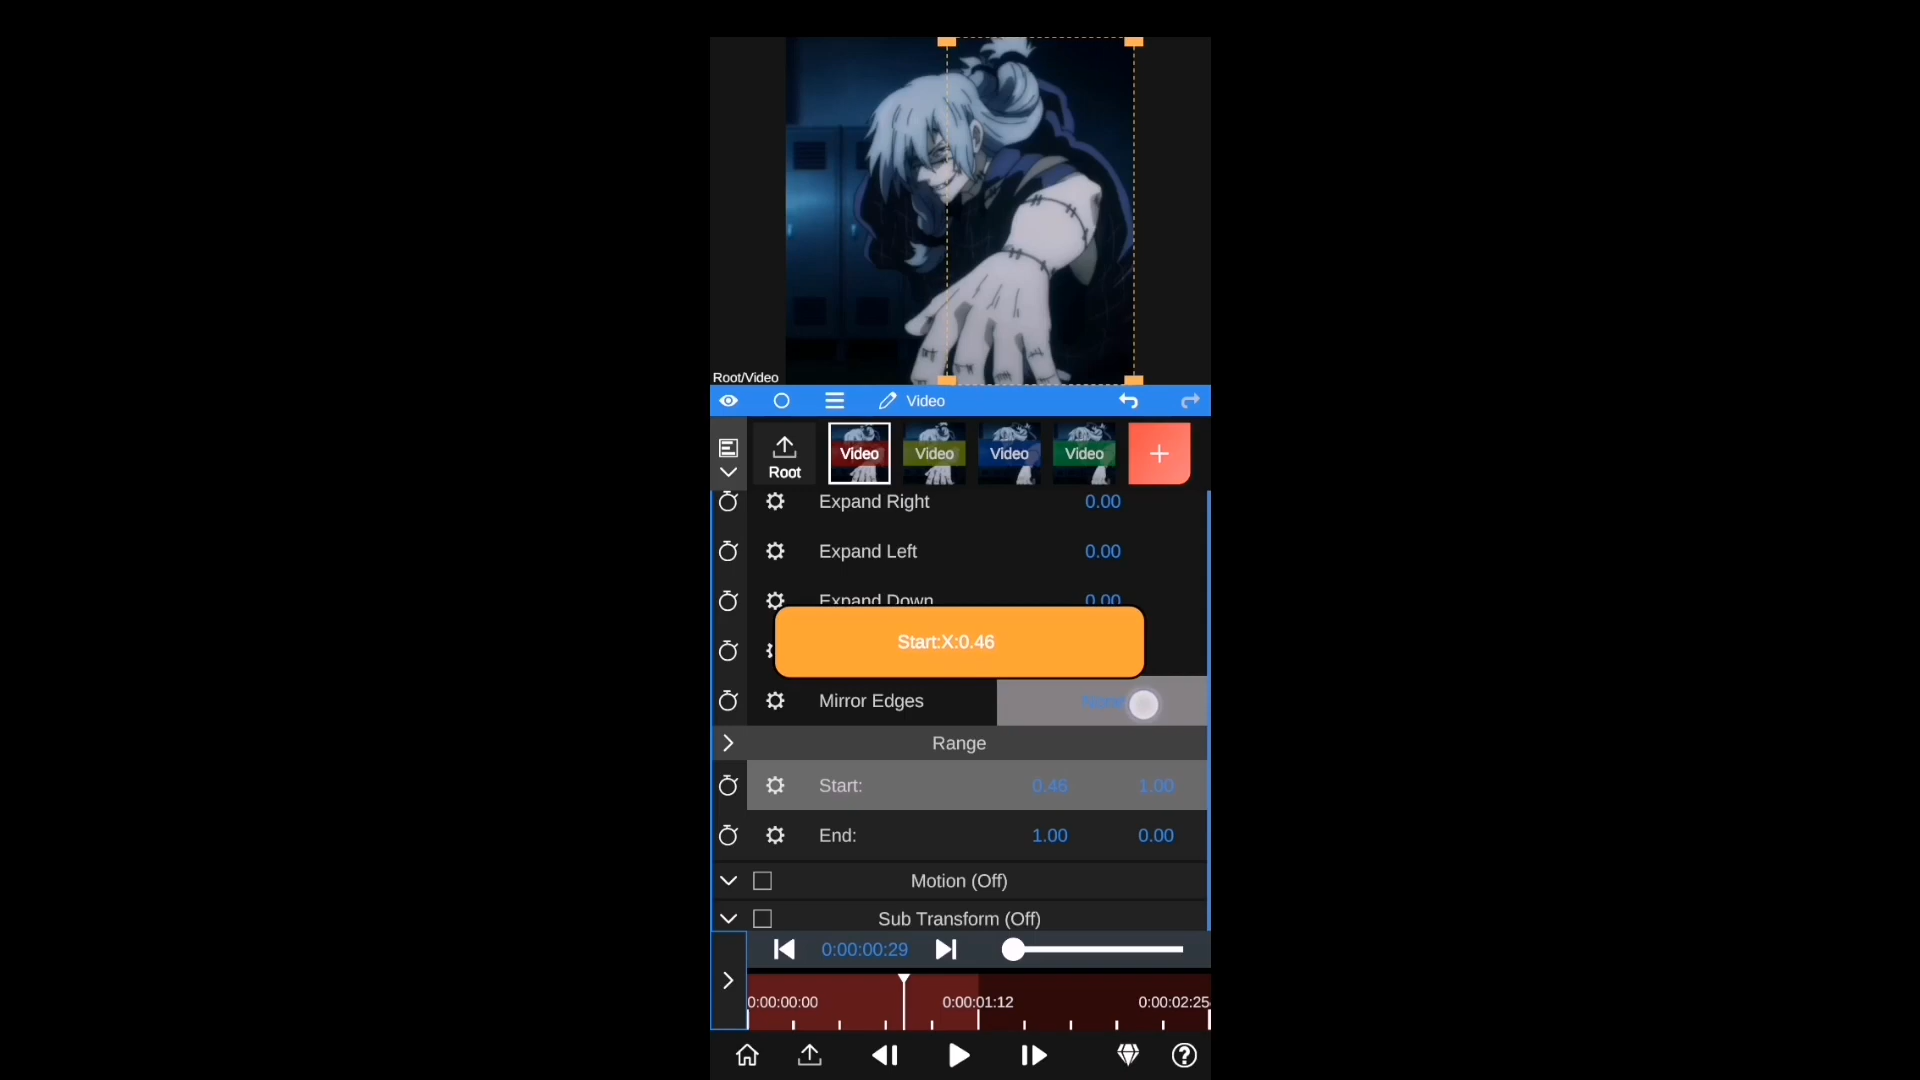 Root/Video
Video
Root
Video
Video
Video
Video
Expand Right 0.00
Expand Left 0.00
Expand Down 0.00
Start:X:0.46
Mirror Edges
Range
Start: 0.46 1.00
End: 1.00 0.00
Motion (Off)
Sub Transform (Off)
0:00:00:29
0:00:00:00 0:00:01:12 0:00:02:25